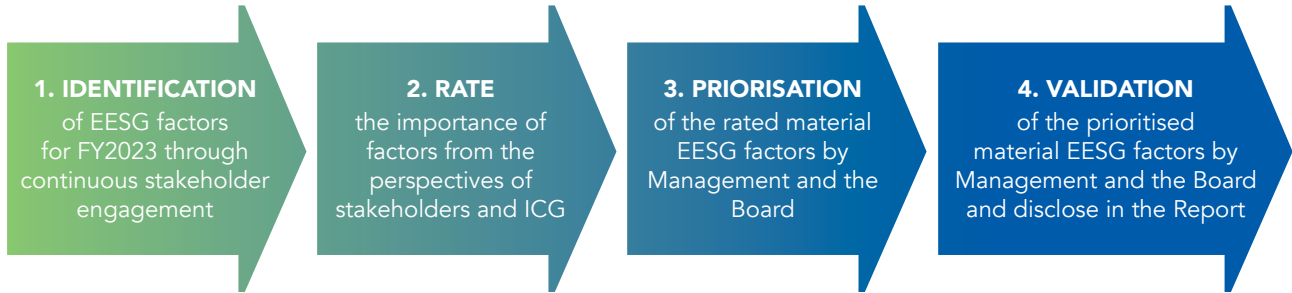 1. IDENTIFICATION
of EESG factors
for FY2023 through
continuous stakeholder
engagement
2. RATE
the importance of
factors from the
perspectives of
stakeholders and ICG
3. PRIORISATION
of the rated material
EESG factors by
Management and the
Board
4. VALIDATION
of the prioritised
material EESG factors by
Management and the Board
and disclose in the Report